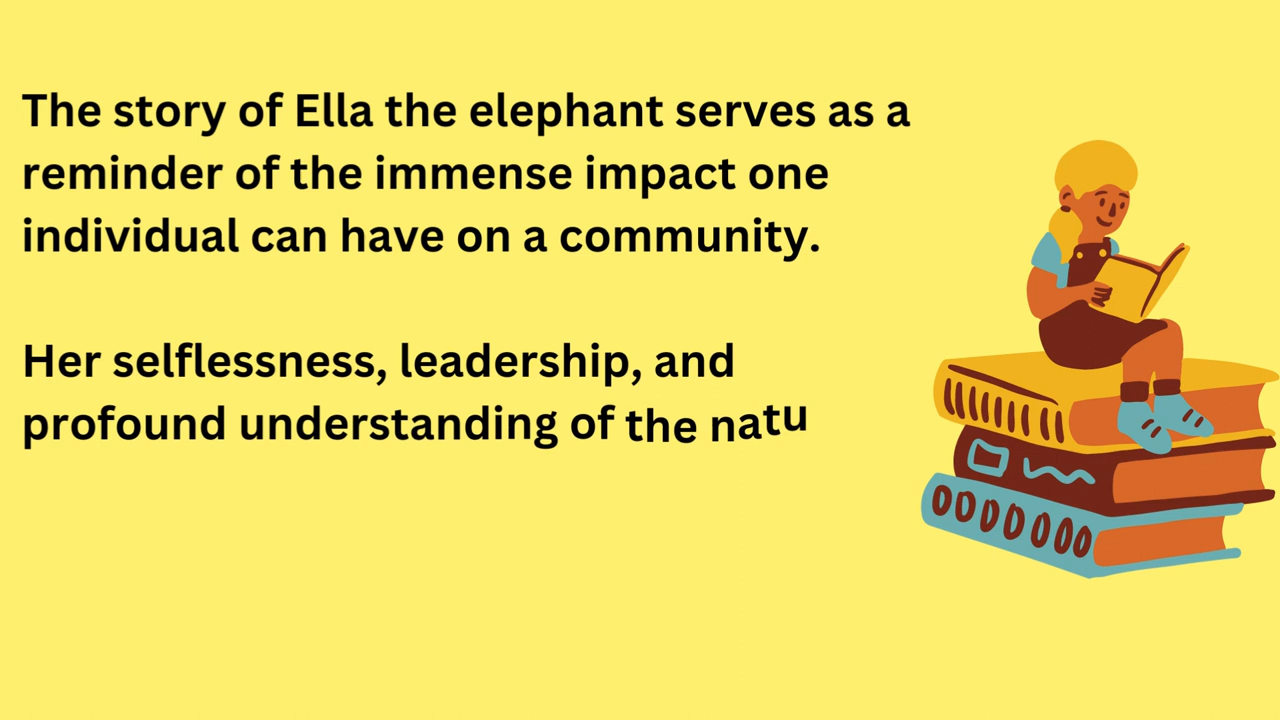 The story of Ella the elephant serves as a
reminder of the immense impact one
individual can have on a community.
Her selflessness, leadership, and
profound understanding of the natu